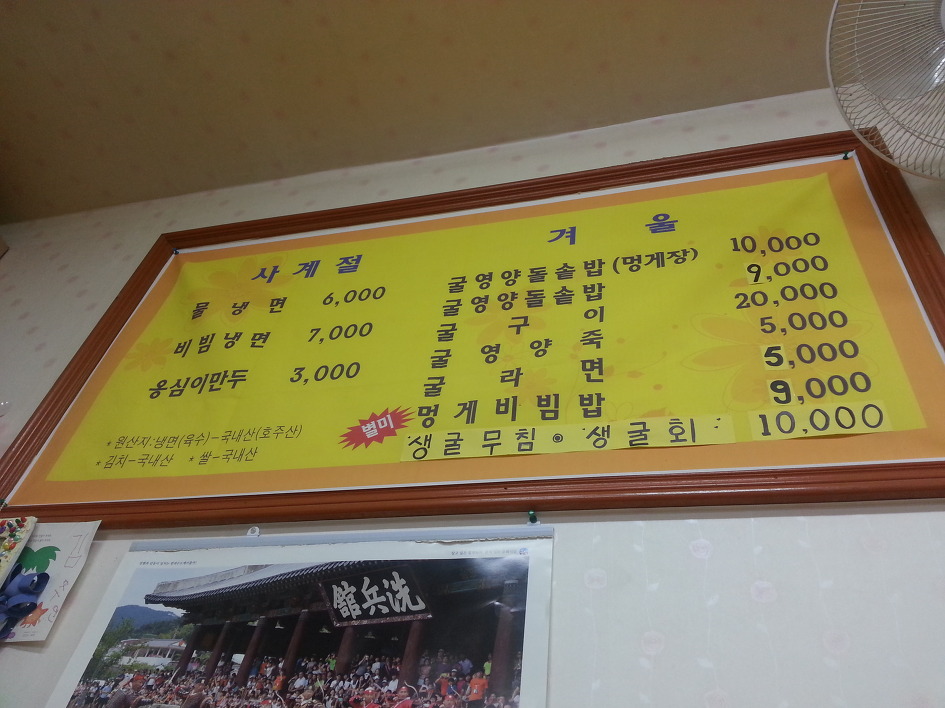 사계절
물냉면 6,000
비빔냉면 7,000
옹심이만두 3,000
* 원산지:냉면(육수)-국내산(호주산)
* 김치-국내산 * 쌀-국내산
겨울
굴영양돌솥밥(멍게장) 10,000
굴영양돌솥밥 9,000
굴구이 20,000
굴영양죽 5,000
굴라면 5,000
별미 멍게비빔밥 9,000
생굴무침 ⊙ 생굴회 10,000
館兵洗